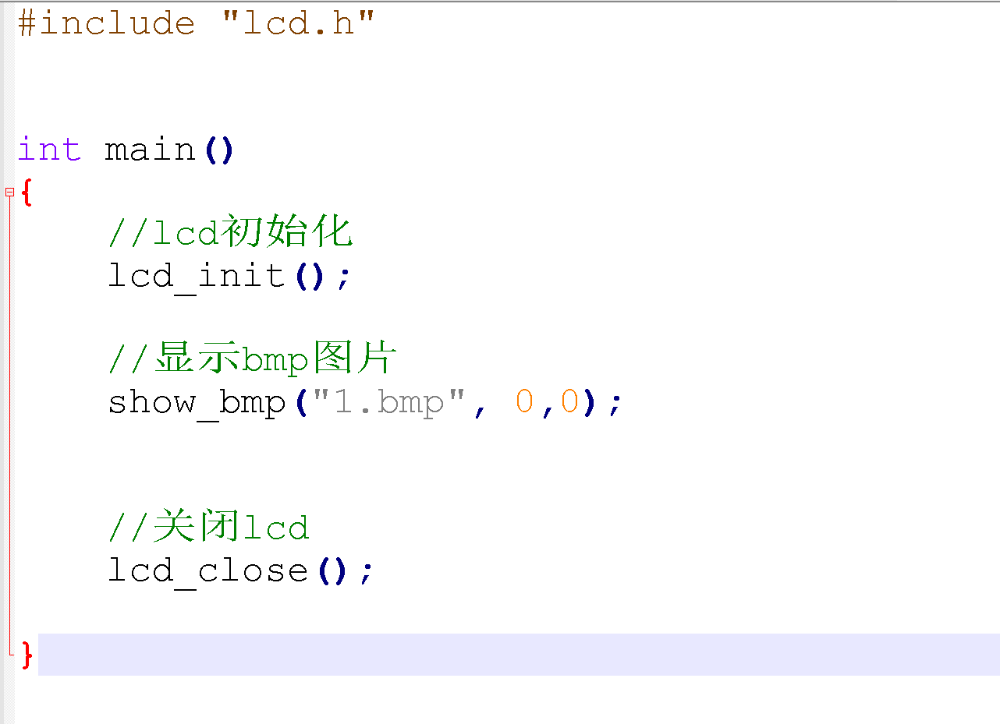 #include "lcd.h"
int main()
{
//lcd初始化
lcd_init();
//显示bmp图片
show_bmp("1.bmp", 0,0);
//关闭lcd
lcd_close();
}